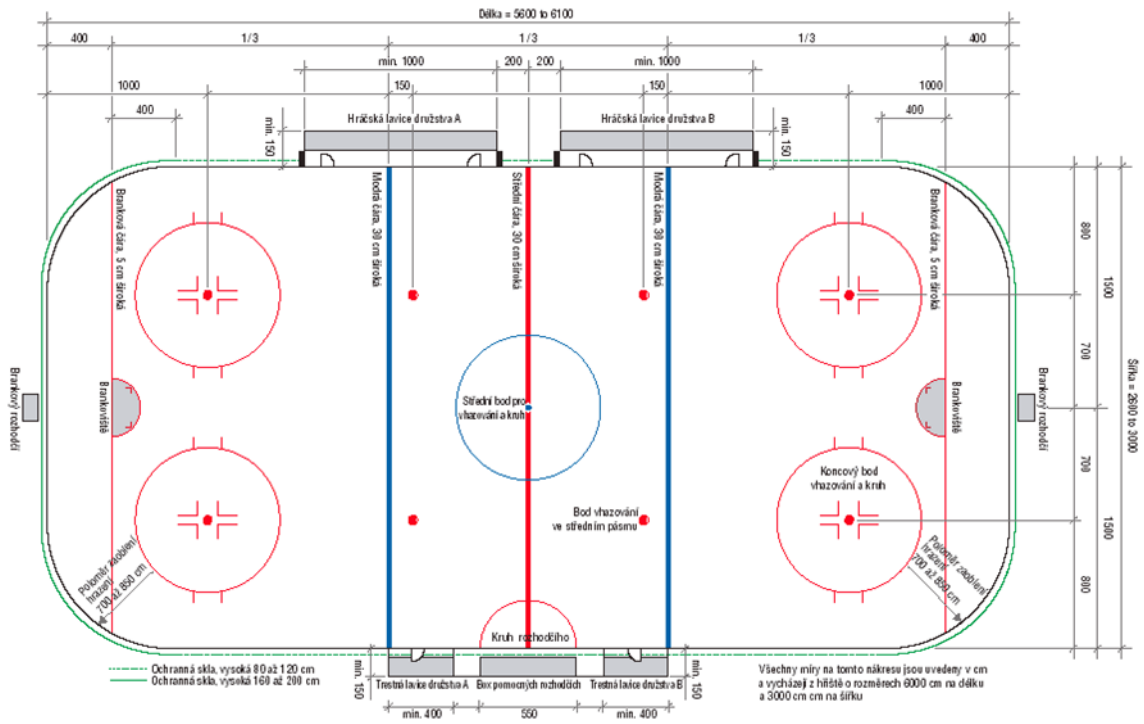 Délka = 5600 to 6100
400
1/3
1/3
1/3
400
min. 1000
200
200
min. 1000
1000
150
150
1000
400
400
min. 150
Hráčská lavice družstva A
Hráčská lavice družstva B
min. 150
Branková čára, 5 cm široká
Modrá čára, 30 cm široká
Střední čára, 30 cm široká
Modrá čára, 30 cm široká
Branková čára, 5 cm široká
800
1500
700
Šířka = 2600 to 3000
Brankový rozhodčí
Brankoviště
Střední bod pro
vhazování a kruh
Brankoviště
Brankový rozhodčí
700
1500
800
Koncový bod
vhazování a kruh
Bod vhazování
ve středním pásmu
Poloměr zaoblení
hrazení
700 až 850 cm
Poloměr zaoblení
hrazení
700 až 850 cm
Kruh rozhodčího
Ochranná skla, vysoká 80 až 120 cm
Ochranná skla, vysoká 160 až 200 cm
min. 150
Trestná lavice družstva A
Box pomocných rozhodčích
Trestná lavice družstva B
min. 150
min. 400
550
min. 400
Všechny míry na tomto nákresu jsou uvedeny v cm
a vycházejí z hřiště o rozměrech 6000 cm na délku
a 3000 cm cm na šířku